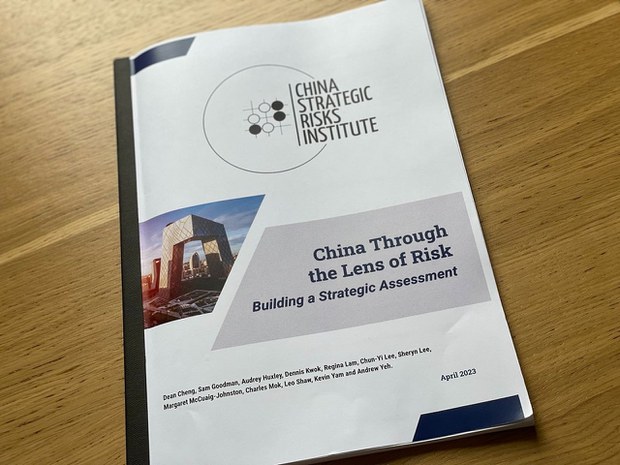 CHINA
STRATEGIC
RISKS
INSTITUTE
China Through
the Lens of Risk
Building a Strategic Assessment
Dean Cheng, Sam Goodman, Audrey Huxley, Dennis Kwok, Regina Lam, Chun-Yi Lee, Sheryn Lee,
Margaret McCuaig-Johnston, Charles Mok, Leo Shaw, Kevin Yam and Andrew Yeh.
April 2023